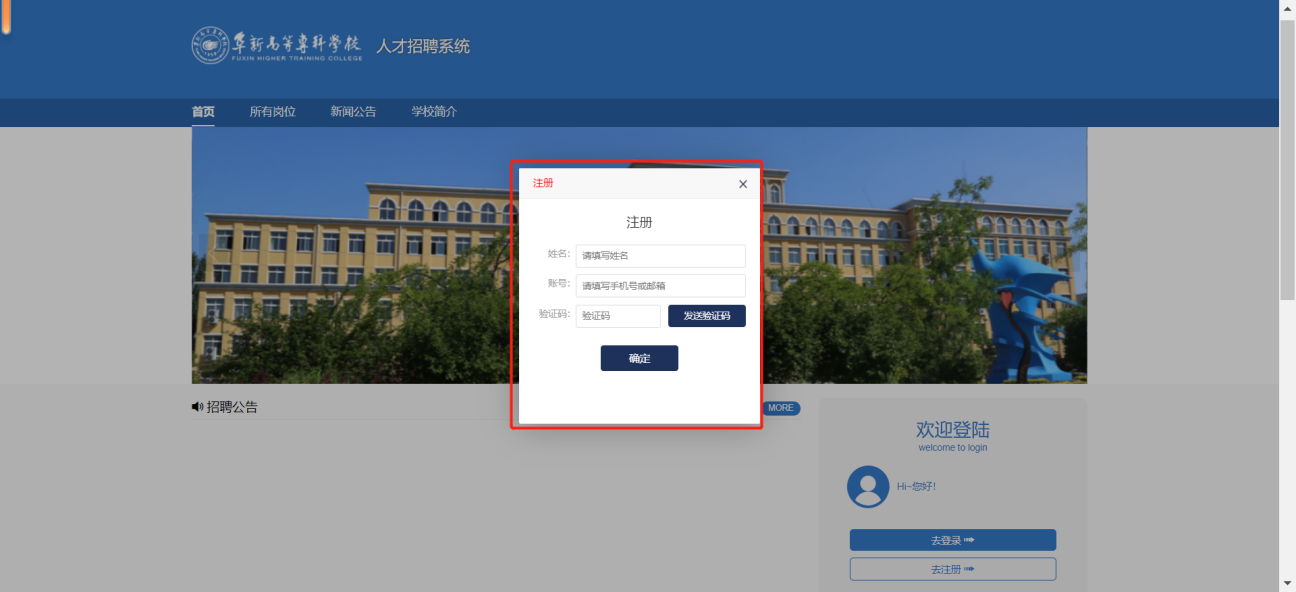 阜新高等专科学校
FUXIN HIGHER TRAINING COLLEGE
人才招聘系统
首页 所有岗位 新闻公告 学校简介
注册
注册
姓名: 请填写姓名
账号: 请填写手机号或邮箱
验证码: 验证码 发送验证码
确定
招聘公告
MORE
欢迎登陆
welcome to login
Hi~您好!
去登录
去注册